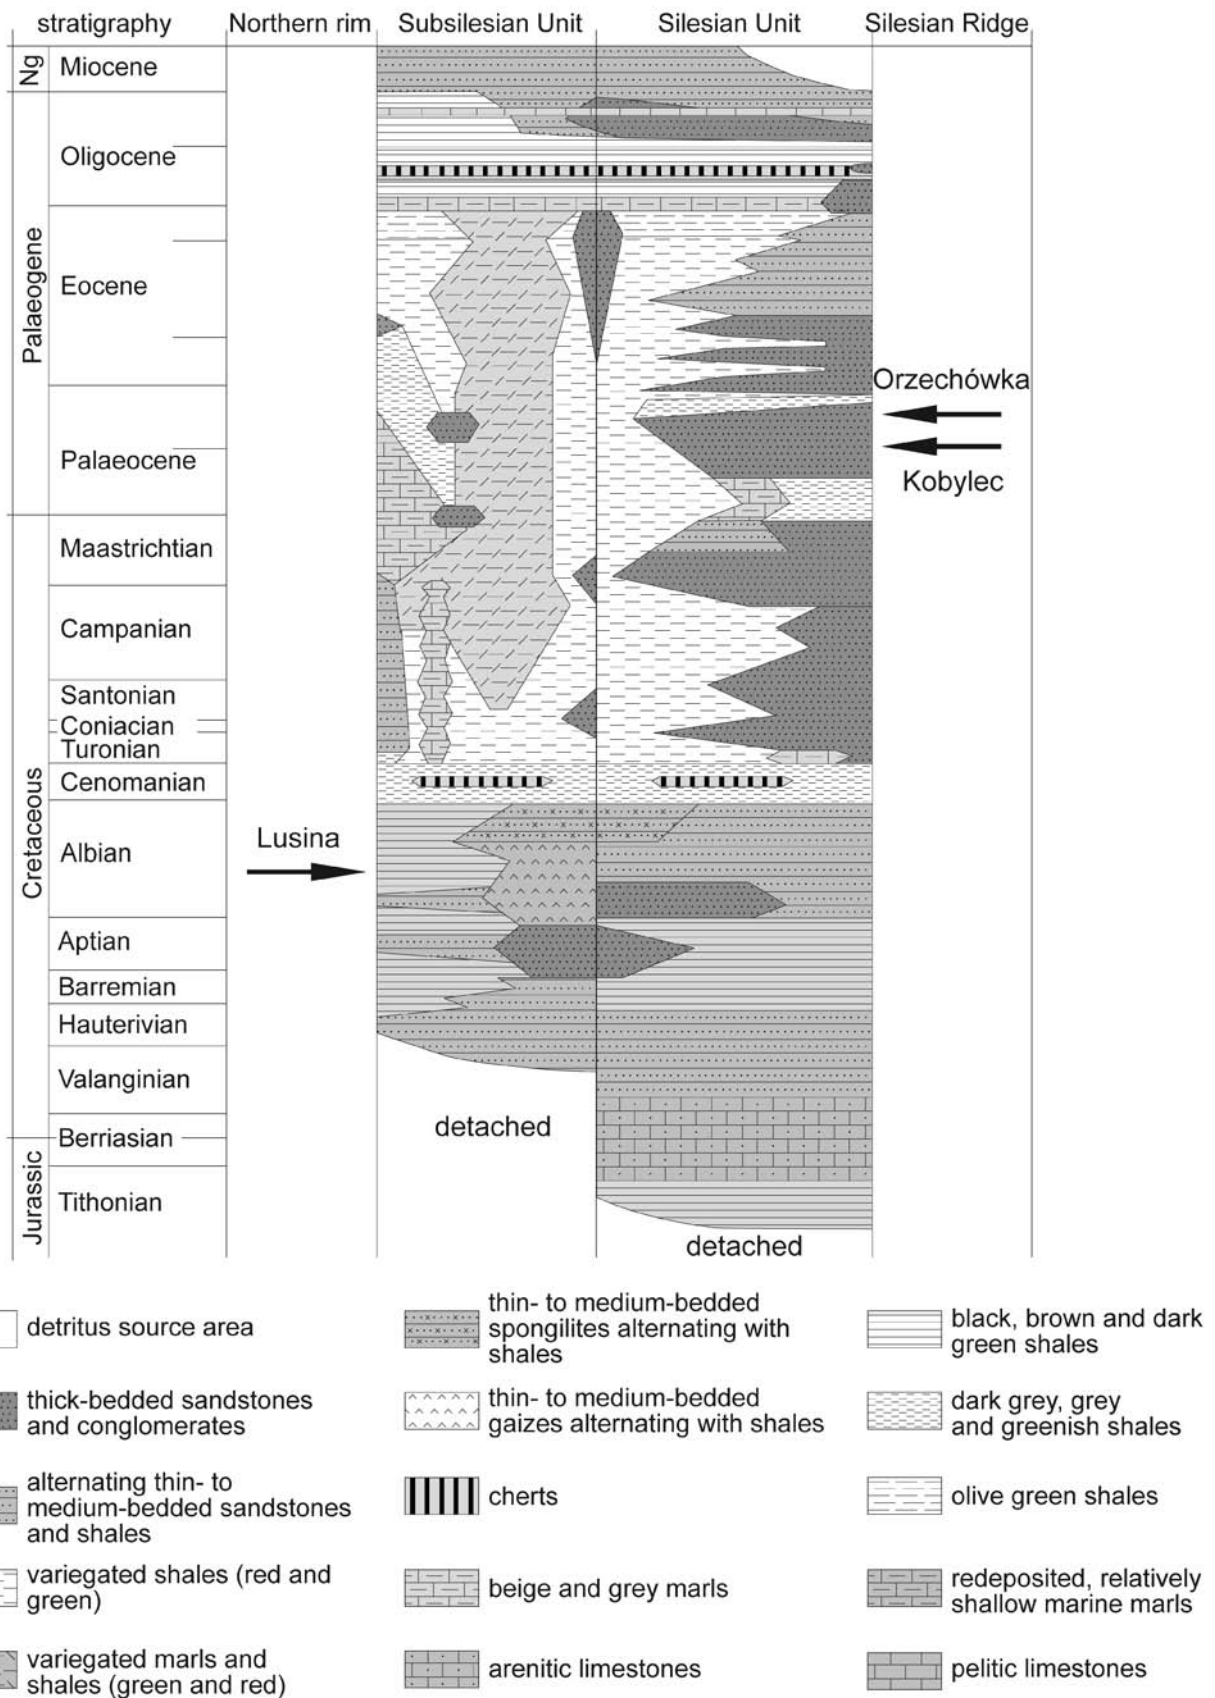 stratigraphy Northern rim Subsilesian Unit Silesian Unit Silesian Ridge
Ng
Miocene
Palaeogene
Oligocene
Eocene
Orzechówka
Palaeocene
Kobylec
Cretaceous
Maastrichtian
Campanian
Santonian
Coniacian
Turonian
Cenomanian
Lusina
Albian
Aptian
Barremian
Hauterivian
Valanginian
detached
Berriasian
Jurassic
Tithonian
detached
detritus source area
thick-bedded sandstones
and conglomerates
alternating thin- to
medium-bedded sandstones
and shales
variegated shales (red and
green)
variegated marls and
shales (green and red)
thin- to medium-bedded
spongilites alternating with
shales
thin- to medium-bedded
gaizes alternating with shales
cherts
beige and grey marls
arenitic limestones
black, brown and dark
green shales
dark grey, grey
and greenish shales
olive green shales
redeposited, relatively
shallow marine marls
pelitic limestones